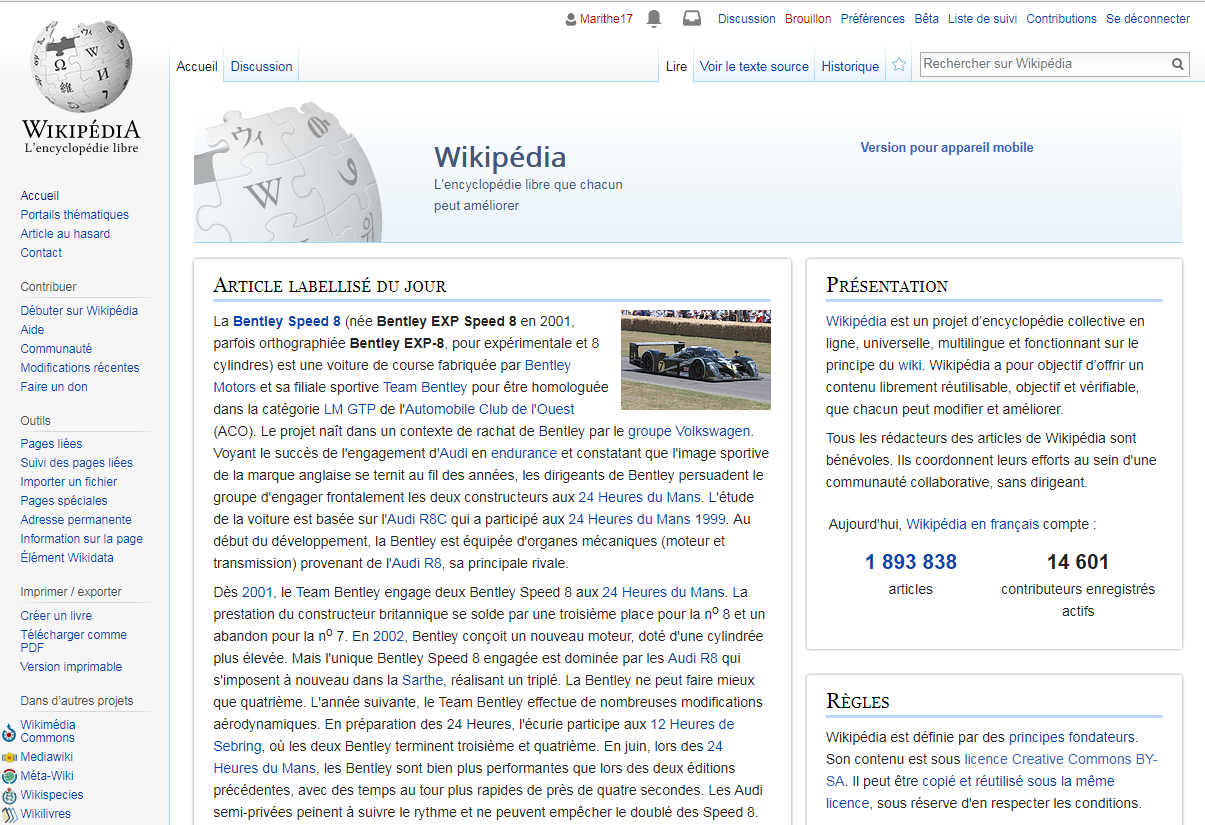 Marithe17 Discussion Brouillon Préférences Bêta Liste de suivi Contributions Se déconnecter
Accueil Discussion Lire Voir le texte source Historique Rechercher sur Wikipédia
WIKIPÉDIA
L'encyclopédie libre
Accueil
Portails thématiques
Article au hasard
Contact
Contribuer
Débuter sur Wikipédia
Aide
Communauté
Modifications récentes
Faire un don
Outils
Pages liées
Suivi des pages liées
Importer un fichier
Pages spéciales
Adresse permanente
Information sur la page
Élément Wikidata
Imprimer / exporter
Créer un livre
Télécharger comme
PDF
Version imprimable
Dans d'autres projets
Wikimédia
Commons
Mediawiki
Méta-Wiki
Wikispecies
Wikilivres
Wikipédia
L'encyclopédie libre que chacun
peut améliorer
Version pour appareil mobile
ARTICLE LABELLISÉ DU JOUR
La Bentley Speed 8 (née Bentley EXP Speed 8 en 2001,
parfois orthographiée Bentley EXP-8, pour expérimentale et 8
cylindres) est une voiture de course fabriquée par Bentley
Motors et sa filiale sportive Team Bentley pour être homologuée
dans la catégorie LM GTP de l'Automobile Club de l'Ouest
(ACO). Le projet naît dans un contexte de rachat de Bentley par le groupe Volkswagen.
Voyant le succès de l'engagement d'Audi en endurance et constatant que l'image sportive
de la marque anglaise se ternit au fil des années, les dirigeants de Bentley persuadent le
groupe d'engager frontalement les deux constructeurs aux 24 Heures du Mans. L'étude
de la voiture est basée sur l'Audi R8C qui a participé aux 24 Heures du Mans 1999. Au
début du développement, la Bentley est équipée d'organes mécaniques (moteur et
transmission) provenant de l'Audi R8, sa principale rivale.
Dès 2001, le Team Bentley engage deux Bentley Speed 8 aux 24 Heures du Mans. La
prestation du constructeur britannique se solde par une troisième place pour la nº 8 et un
abandon pour la nº 7. En 2002, Bentley conçoit un nouveau moteur, doté d'une cylindrée
plus élevée. Mais l'unique Bentley Speed 8 engagée est dominée par les Audi R8 qui
s'imposent à nouveau dans la Sarthe, réalisant un triplé. La Bentley ne peut faire mieux
que quatrième. L'année suivante, le Team Bentley effectue de nombreuses modifications
aérodynamiques. En préparation des 24 Heures, l'écurie participe aux 12 Heures de
Sebring, où les deux Bentley terminent troisième et quatrième. En juin, lors des 24
Heures du Mans, les Bentley sont bien plus performantes que lors des deux éditions
précédentes, avec des temps au tour plus rapides de près de quatre secondes. Les Audi
semi-privées peinent à suivre le rythme et ne peuvent empêcher le doublé des Speed 8.
PRÉSENTATION
Wikipédia est un projet d'encyclopédie collective en
ligne, universelle, multilingue et fonctionnant sur le
principe du wiki. Wikipédia a pour objectif d'offrir un
contenu librement réutilisable, objectif et vérifiable,
que chacun peut modifier et améliorer.
Tous les rédacteurs des articles de Wikipédia sont
bénévoles. Ils coordonnent leurs efforts au sein d'une
communauté collaborative, sans dirigeant.
Aujourd'hui, Wikipédia en français compte :
1 893 838 14 601
articles contributeurs enregistrés
actifs
RÈGLES
Wikipédia est définie par des principes fondateurs.
Son contenu est sous licence Creative Commons BY-
SA. Il peut être copié et réutilisé sous la même
licence, sous réserve d'en respecter les conditions.